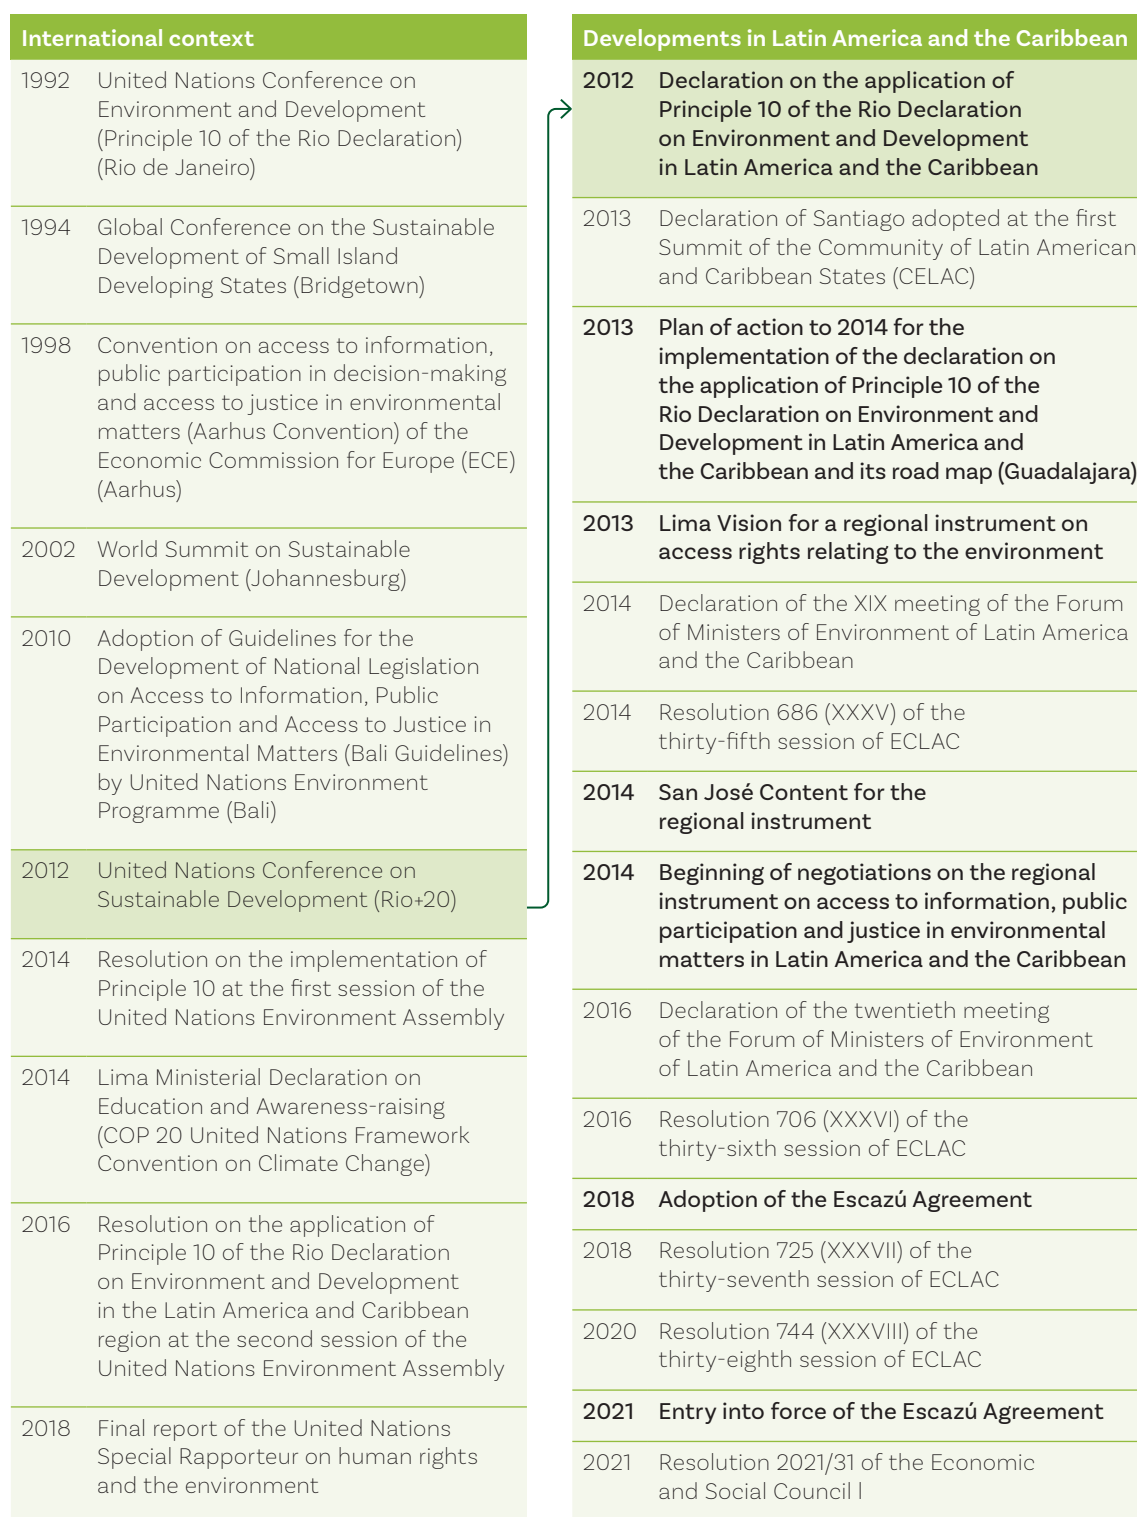 International context
1992 United Nations Conference on
Environment and Development
(Principle 10 of the Rio Declaration)
(Rio de Janeiro)
1994 Global Conference on the Sustainable
Development of Small Island
Developing States (Bridgetown)
1998 Convention on access to information,
public participation in decision-making
and access to justice in environmental
matters (Aarhus Convention) of the
Economic Commission for Europe (ECE)
(Aarhus)
2002 World Summit on Sustainable
Development (Johannesburg)
2010 Adoption of Guidelines for the
Development of National Legislation
on Access to Information, Public
Participation and Access to Justice in
Environmental Matters (Bali Guidelines)
by United Nations Environment
Programme (Bali)
2012 United Nations Conference on
Sustainable Development (Rio+20)
2014 Resolution on the implementation of
Principle 10 at the first session of the
United Nations Environment Assembly
2014 Lima Ministerial Declaration on
Education and Awareness-raising
(COP 20 United Nations Framework
Convention on Climate Change)
2016 Resolution on the application of
Principle 10 of the Rio Declaration
on Environment and Development
in the Latin America and Caribbean
region at the second session of the
United Nations Environment Assembly
2018 Final report of the United Nations
Special Rapporteur on human rights
and the environment
Developments in Latin America and the Caribbean
2012 Declaration on the application of
Principle 10 of the Rio Declaration
on Environment and Development
in Latin America and the Caribbean
2013 Declaration of Santiago adopted at the first
Summit of the Community of Latin American
and Caribbean States (CELAC)
2013 Plan of action to 2014 for the
implementation of the declaration on
the application of Principle 10 of the
Rio Declaration on Environment and
Development in Latin America and
the Caribbean and its road map (Guadalajara)
2013 Lima Vision for a regional instrument on
access rights relating to the environment
2014 Declaration of the XIX meeting of the Forum
of Ministers of Environment of Latin America
and the Caribbean
2014 Resolution 686 (XXXV) of the
thirty-fifth session of ECLAC
2014 San José Content for the
regional instrument
2014 Beginning of negotiations on the regional
instrument on access to information, public
participation and justice in environmental
matters in Latin America and the Caribbean
2016 Declaration of the twentieth meeting
of the Forum of Ministers of Environment
of Latin America and the Caribbean
2016 Resolution 706 (XXXVI) of the
thirty-sixth session of ECLAC
2018 Adoption of the Escazú Agreement
2018 Resolution 725 (XXXVII) of the
thirty-seventh session of ECLAC
2020 Resolution 744 (XXXVIII) of the
thirty-eighth session of ECLAC
2021 Entry into force of the Escazú Agreement
2021 Resolution 2021/31 of the Economic
and Social Council l